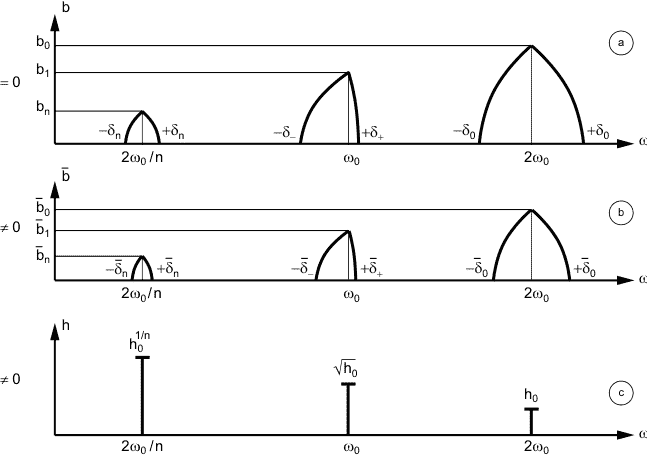 b
b₀
a
= 0
b₁
bₙ
−δₙ +δₙ −δ₋ +δ₊ −δ₀ +δ₀
2ω₀/n ω₀ 2ω₀ ω
b̄
b̄₀
b
≠ 0
b̄₁
b̄ₙ
−δ̄ₙ +δ̄ₙ −δ̄₋ +δ̄₊ −δ̄₀ +δ̄₀
2ω₀/n ω₀ 2ω₀ ω
h
h₀^{1/n}
√h₀
≠ 0
h₀
c
2ω₀/n ω₀ 2ω₀ ω